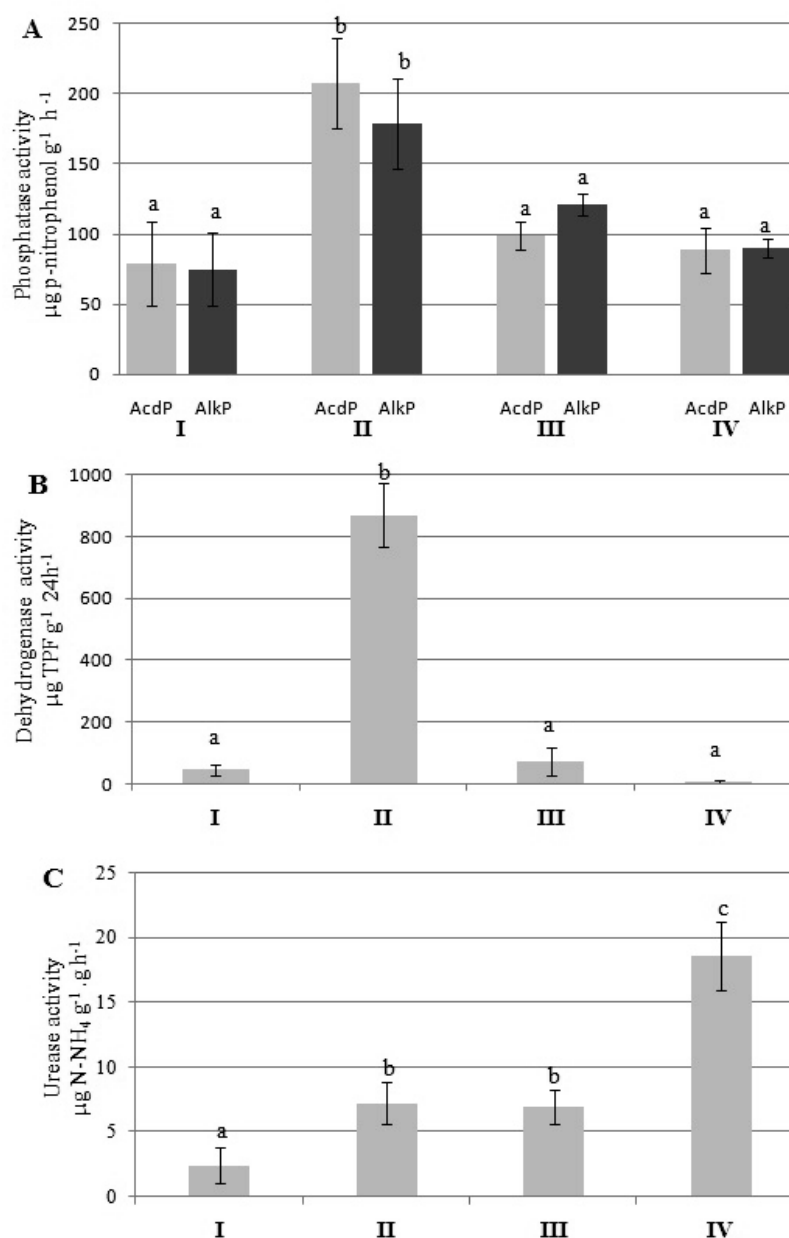 A
Phosphatase activity
µg p-nitrophenol g⁻¹ h⁻¹
250
200
150
100
50
0
a a b b a a a a
AcdP AlkP AcdP AlkP AcdP AlkP AcdP AlkP
I II III IV
B
Dehydrogenase activity
µg TPF g⁻¹ 24h⁻¹
1000
800
600
400
200
0
a b a a
I II III IV
C
Urease activity
µg N-NH₄ g⁻¹ · g h⁻¹
25
20
15
10
5
0
a b b c
I II III IV